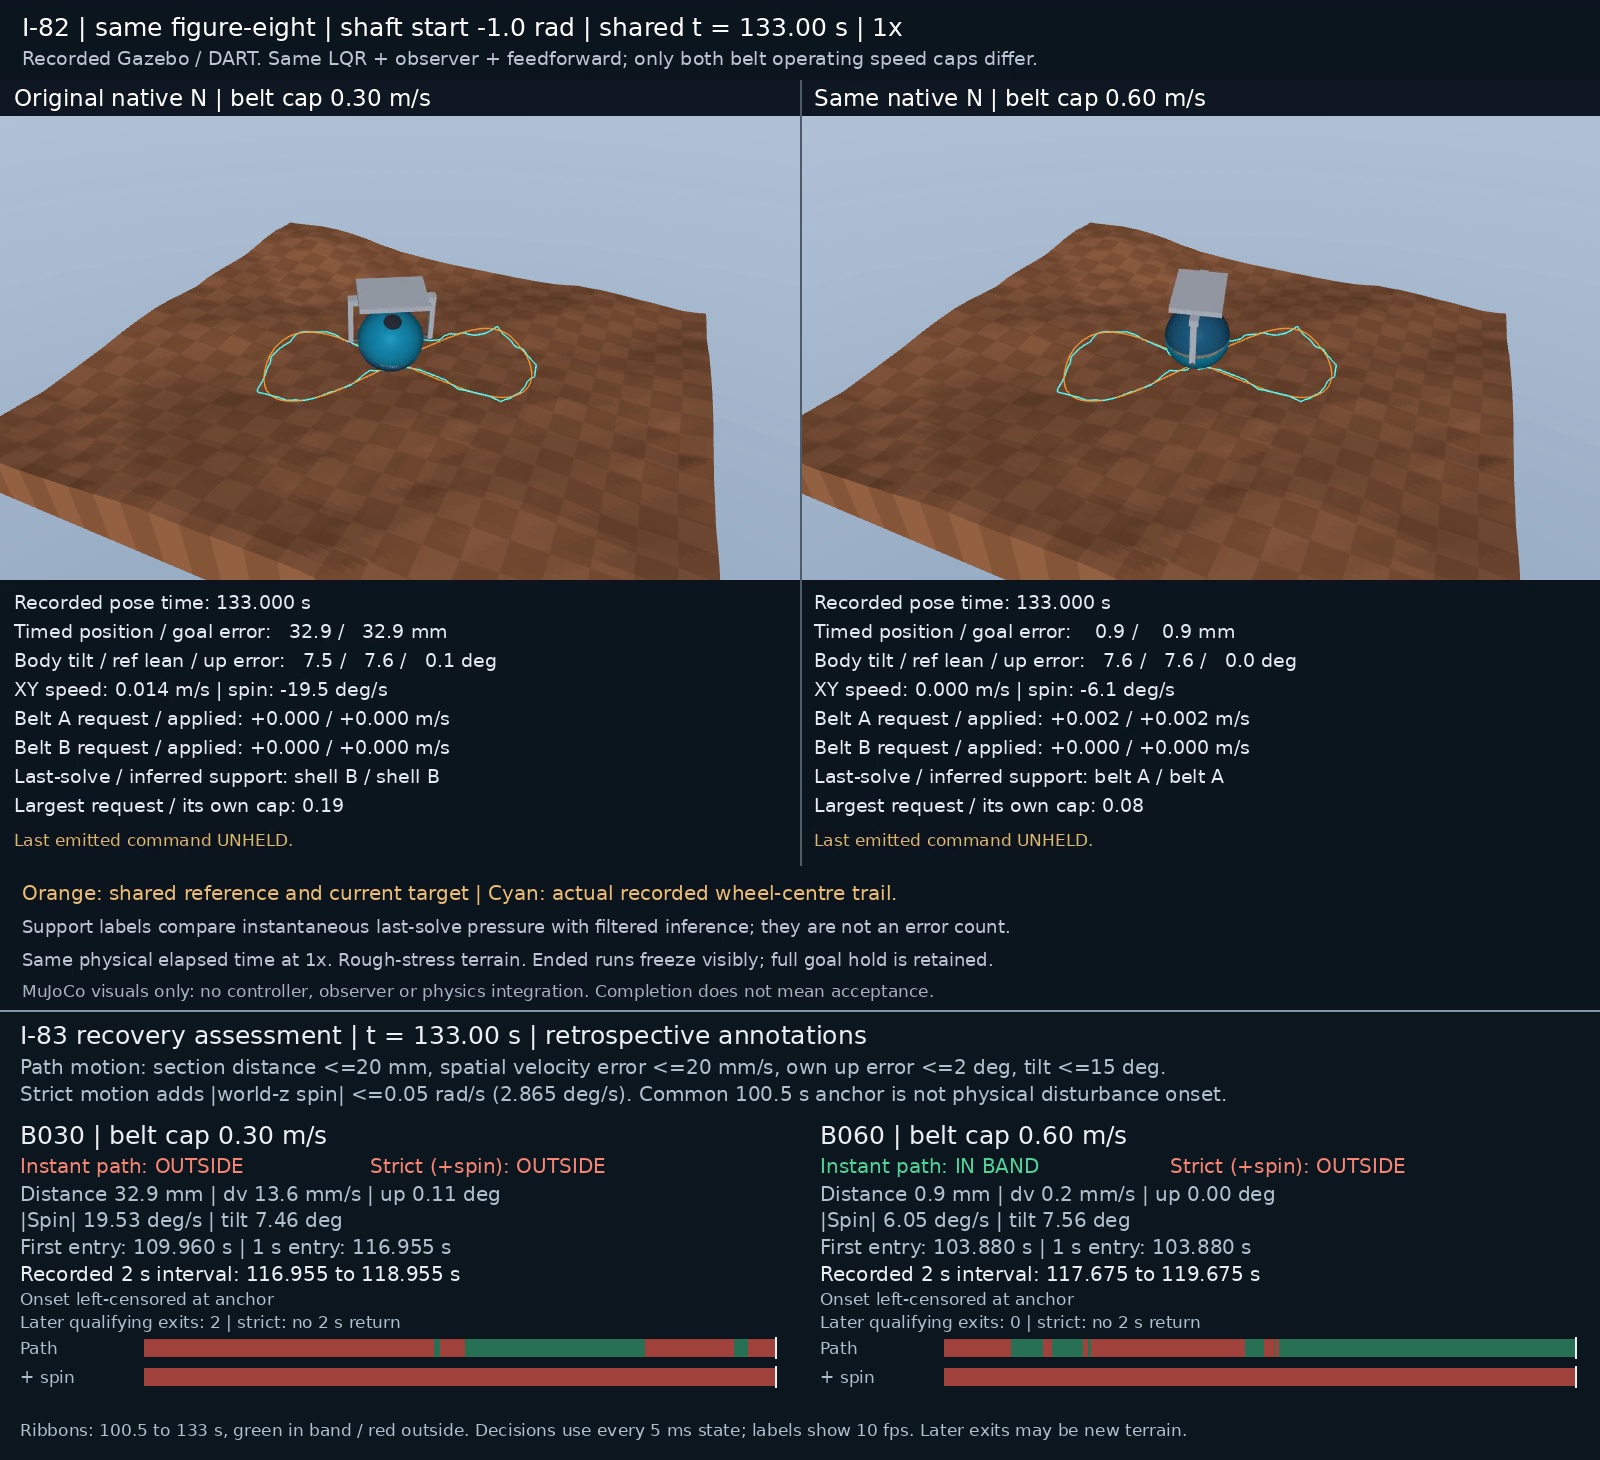 I-82 | same figure-eight | shaft start -1.0 rad | shared t = 133.00 s | 1x
Recorded Gazebo / DART. Same LQR + observer + feedforward; only both belt operating speed caps differ.
Original native N | belt cap 0.30 m/s
Recorded pose time: 133.000 s
Timed position / goal error: 32.9 / 32.9 mm
Body tilt / ref lean / up error: 7.5 / 7.6 / 0.1 deg
XY speed: 0.014 m/s | spin: -19.5 deg/s
Belt A request / applied: +0.000 / +0.000 m/s
Belt B request / applied: +0.000 / +0.000 m/s
Last-solve / inferred support: shell B / shell B
Largest request / its own cap: 0.19
Last emitted command UNHELD.
Same native N | belt cap 0.60 m/s
Recorded pose time: 133.000 s
Timed position / goal error: 0.9 / 0.9 mm
Body tilt / ref lean / up error: 7.6 / 7.6 / 0.0 deg
XY speed: 0.000 m/s | spin: -6.1 deg/s
Belt A request / applied: +0.002 / +0.002 m/s
Belt B request / applied: +0.000 / +0.000 m/s
Last-solve / inferred support: belt A / belt A
Largest request / its own cap: 0.08
Last emitted command UNHELD.
Orange: shared reference and current target | Cyan: actual recorded wheel-centre trail.
Support labels compare instantaneous last-solve pressure with filtered inference; they are not an error count.
Same physical elapsed time at 1x. Rough-stress terrain. Ended runs freeze visibly; full goal hold is retained.
MuJoCo visuals only: no controller, observer or physics integration. Completion does not mean acceptance.
I-83 recovery assessment | t = 133.00 s | retrospective annotations
Path motion: section distance <=20 mm, spatial velocity error <=20 mm/s, own up error <=2 deg, tilt <=15 deg.
Strict motion adds |world-z spin| <=0.05 rad/s (2.865 deg/s). Common 100.5 s anchor is not physical disturbance onset.
B030 | belt cap 0.30 m/s
Instant path: OUTSIDE Strict (+spin): OUTSIDE
Distance 32.9 mm | dv 13.6 mm/s | up 0.11 deg
|Spin| 19.53 deg/s | tilt 7.46 deg
First entry: 109.960 s | 1 s entry: 116.955 s
Recorded 2 s interval: 116.955 to 118.955 s
Onset left-censored at anchor
Later qualifying exits: 2 | strict: no 2 s return
Path
+ spin
B060 | belt cap 0.60 m/s
Instant path: IN BAND Strict (+spin): OUTSIDE
Distance 0.9 mm | dv 0.2 mm/s | up 0.00 deg
|Spin| 6.05 deg/s | tilt 7.56 deg
First entry: 103.880 s | 1 s entry: 103.880 s
Recorded 2 s interval: 117.675 to 119.675 s
Onset left-censored at anchor
Later qualifying exits: 0 | strict: no 2 s return
Path
+ spin
Ribbons: 100.5 to 133 s, green in band / red outside. Decisions use every 5 ms state; labels show 10 fps. Later exits may be new terrain.